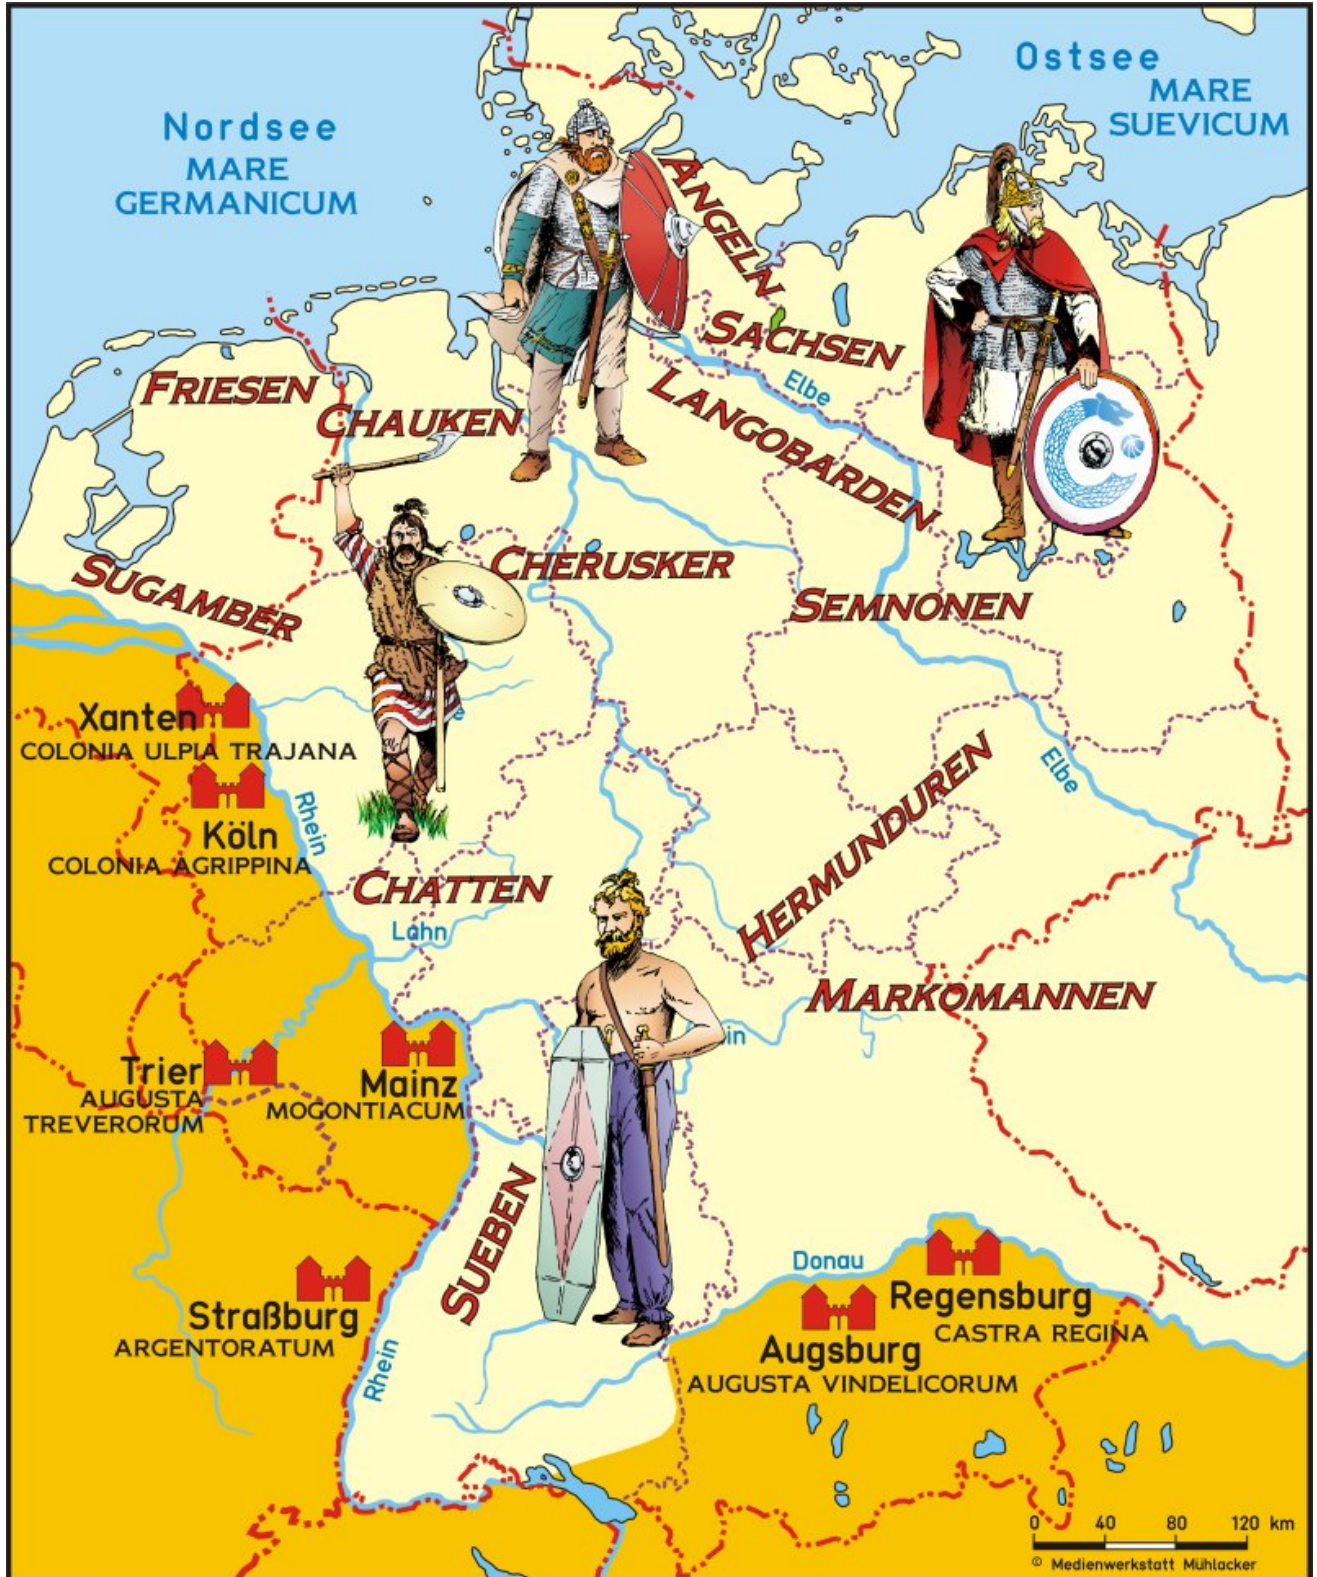 Ostsee
MARE
SUEVICUM
Nordsee
MARE
GERMANICUM
ANGELN
SACHSEN
FRIESEN
CHAUKEN
LANGOBARDEN
Elbe
SUGAMBER
CHERUSKER
SEMNONEN
Xanten
COLONIA ULPIA TRAJANA
Köln
COLONIA AGRIPPINA
Rhein
HERMUNDUREN
Elbe
CHATTEN
Lahn
MARKOMANNEN
Trier
AUGUSTA
TREVERORUM
Mainz
MOGONTIACUM
SUEBEN
Donau
Regensburg
CASTRA REGINA
Straßburg
ARGENTORATUM
Augsburg
AUGUSTA VINDELICORUM
Rhein
0 40 80 120 km
© Medienwerkstatt Mühlacker